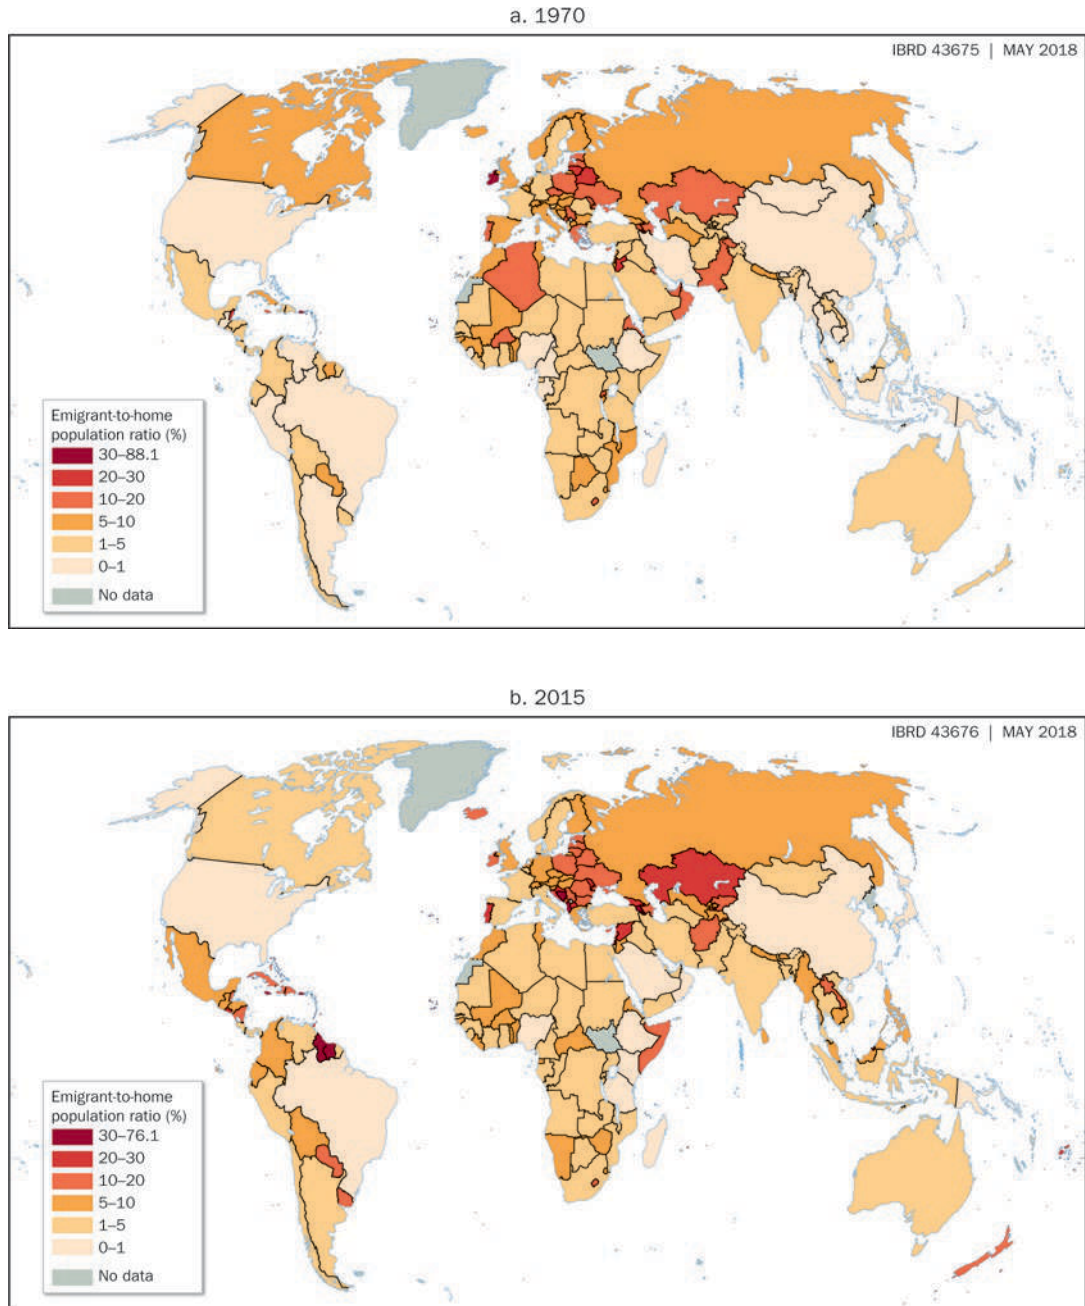 a. 1970
IBRD 43675 | MAY 2018
Emigrant-to-home
population ratio (%)
30–88.1
20–30
10–20
5–10
1–5
0–1
No data
b. 2015
IBRD 43676 | MAY 2018
Emigrant-to-home
population ratio (%)
30–76.1
20–30
10–20
5–10
1–5
0–1
No data